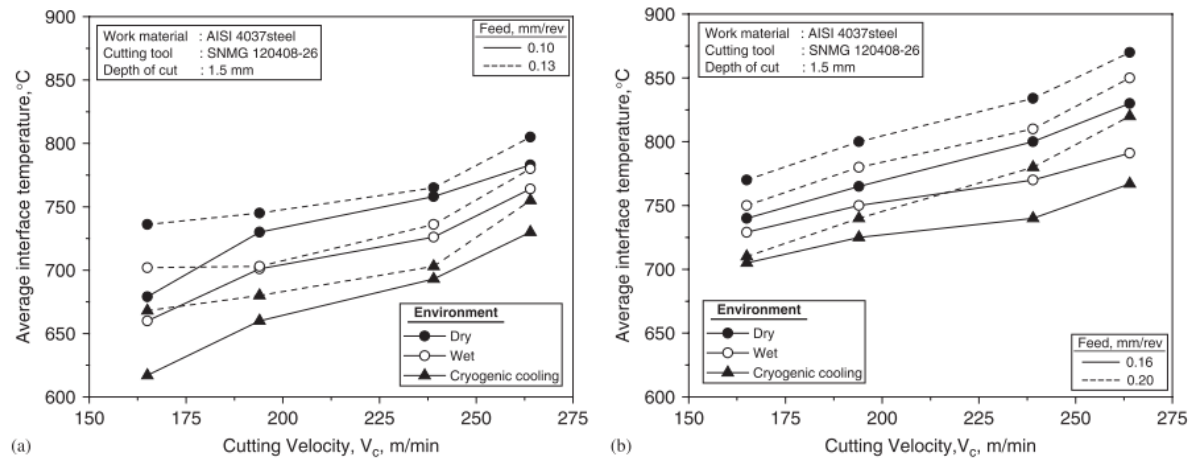 900
850
800
750
700
650
600
150
175
200
225
250
275
Average interface temperature,°C
Cutting Velocity, Vc, m/min
Work material : AISI 4037steel
Cutting tool : SNMG 120408-26
Depth of cut : 1.5 mm
Feed, mm/rev
0.10
0.13
Environment
Dry
Wet
Cryogenic cooling
(a)
900
850
800
750
700
650
600
150
175
200
225
250
275
Average interface temperature,°C
Cutting Velocity,Vc, m/min
Work material : AISI 4037steel
Cutting tool : SNMG 120408-26
Depth of cut : 1.5 mm
Environment
Dry
Wet
Cryogenic cooling
Feed, mm/rev
0.16
0.20
(b)